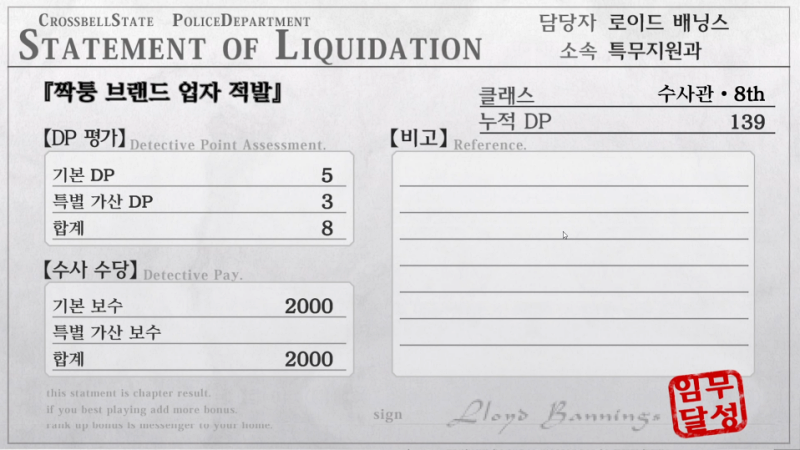 CROSSBELLSTATE POLICEDEPARTMENT
STATEMENT OF LIQUIDATION
담당자 로이드 배닝스
소속 특무지원과
『짝퉁 브랜드 업자 적발』
클래스 수사관・8th
누적 DP 139
【DP 평가】 Detective Point Assessment.
기본 DP 5
특별 가산 DP 3
합계 8
【수사 수당】 Detective Pay.
기본 보수 2000
특별 가산 보수
합계 2000
【비고】 Reference.
this statment is chapter result.
if you best playing add more bonus.
rank up bonus is messenger to your home.
sign Lloyd Bannings
임무
달성